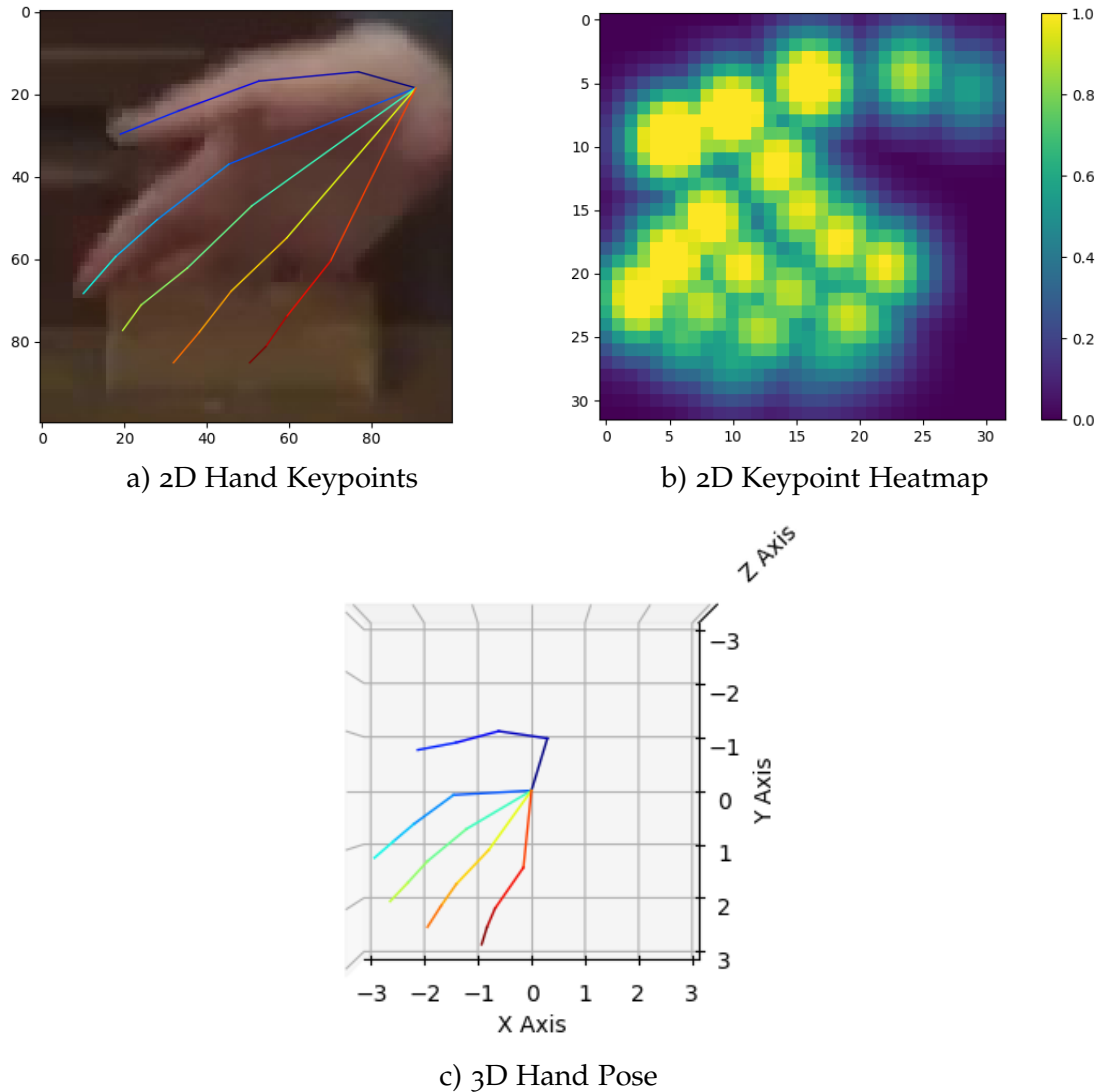 0
20
40
60
80
0 20 40 60 80
a) 2D Hand Keypoints
0
5
10
15
20
25
30
0 5 10 15 20 25 30
1.0
0.8
0.6
0.4
0.2
0.0
b) 2D Keypoint Heatmap
Z Axis
−3
−2
−1
0
1
2
3
Y Axis
−3 −2 −1 0 1 2 3
X Axis
c) 3D Hand Pose